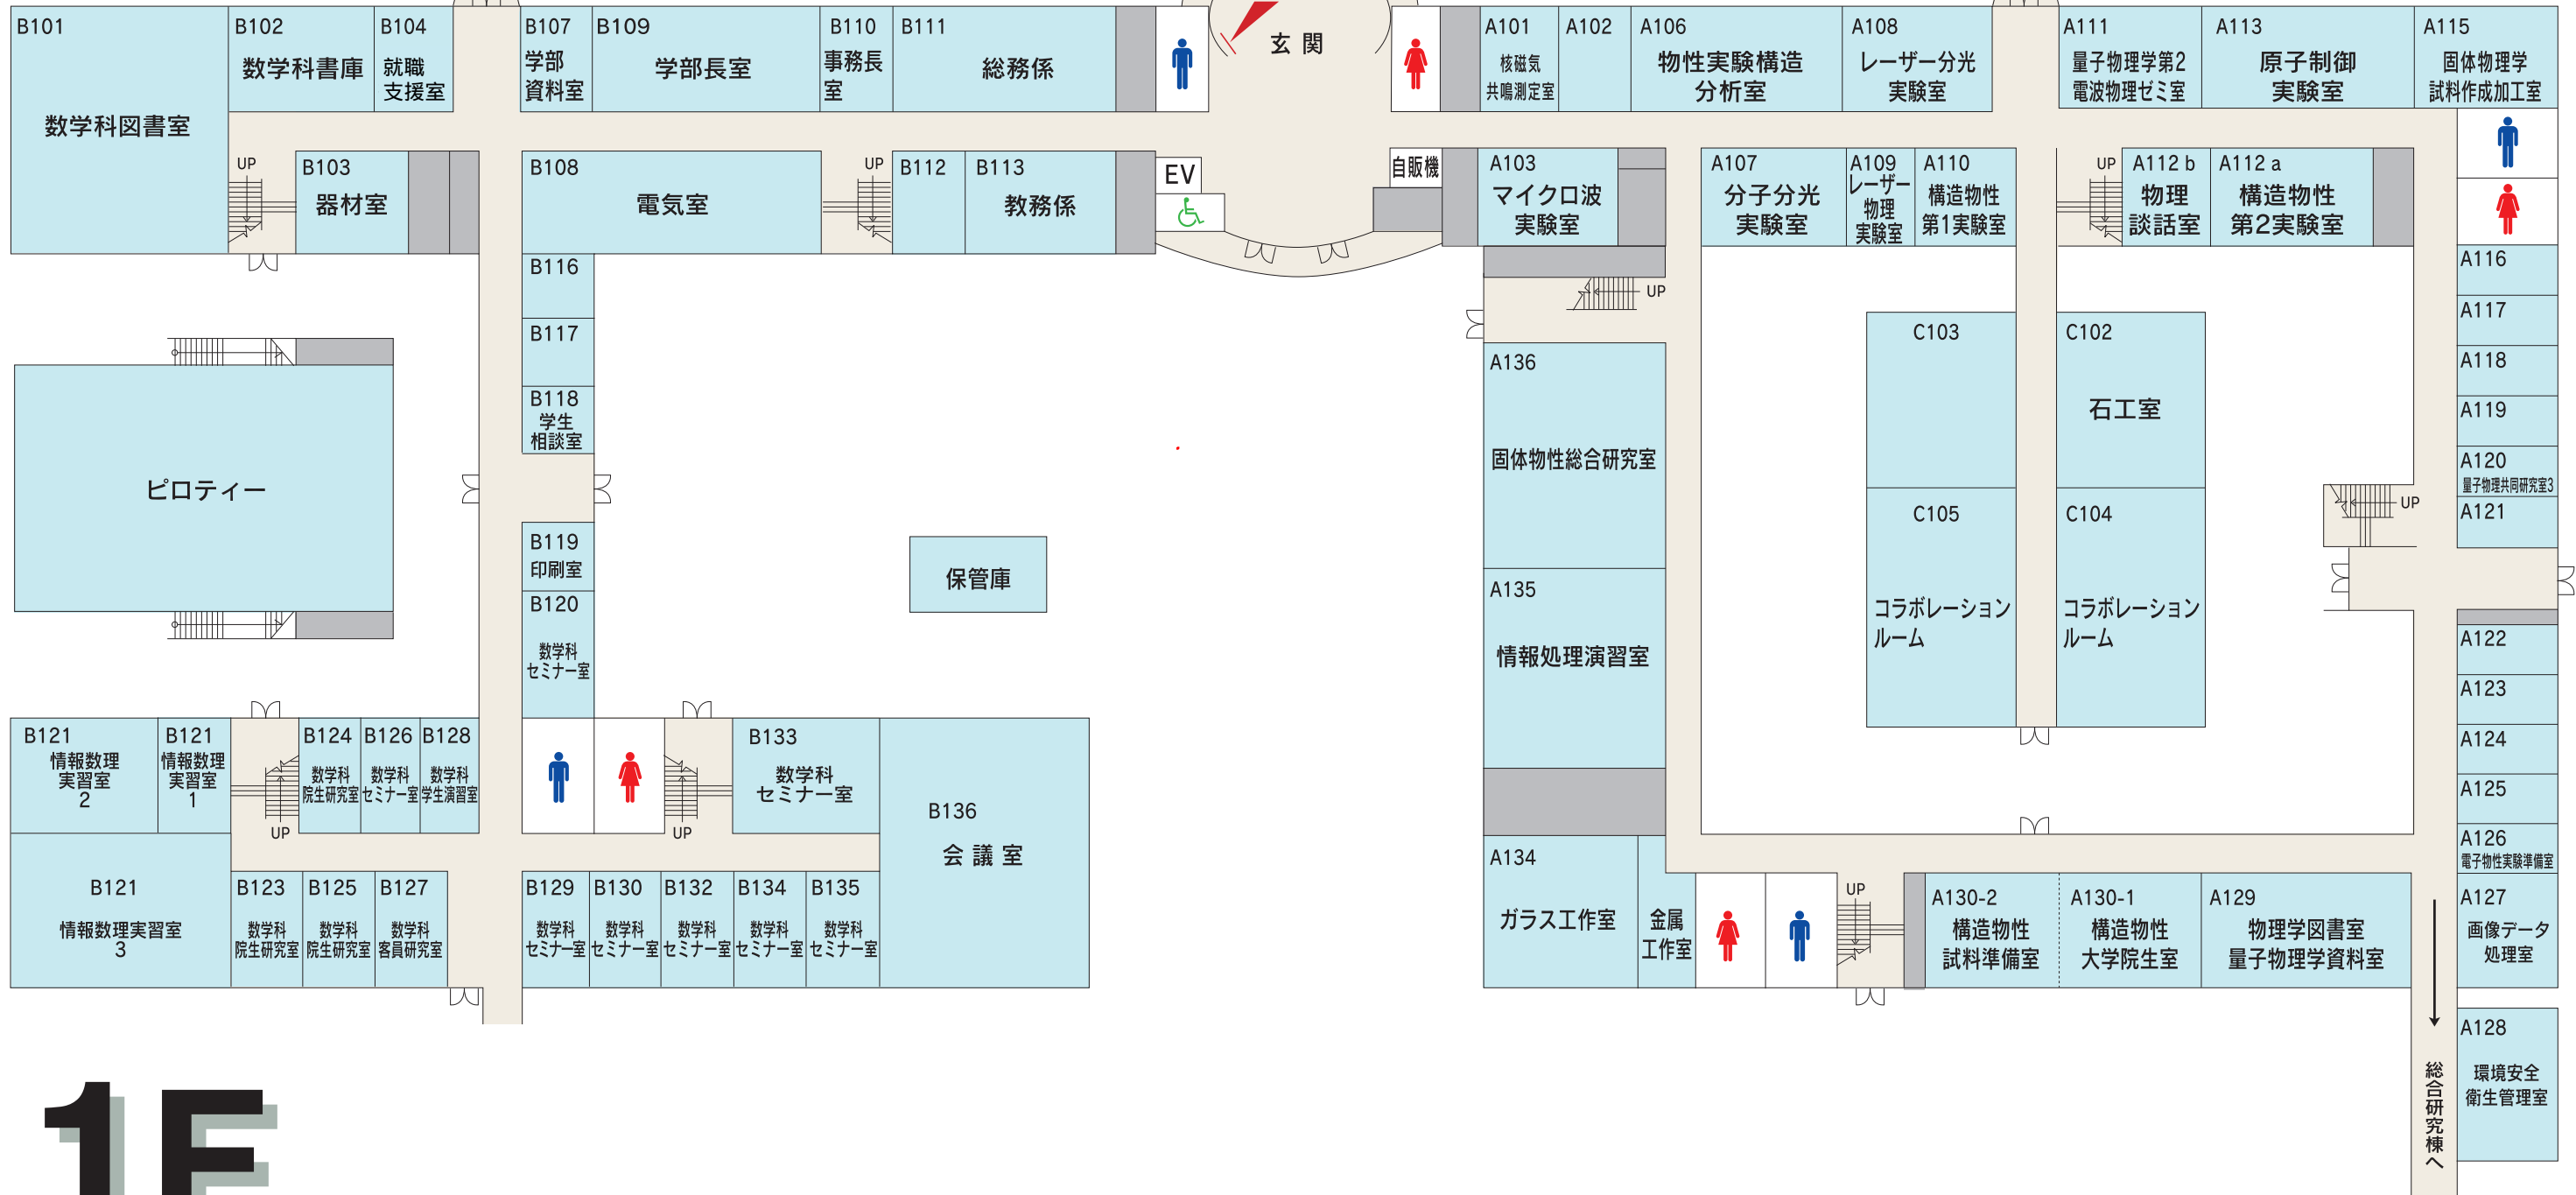 B101
数学科図書室
B102
数学科書庫
B104
就職
支援室
B107
学部
資料室
B109
学部長室
B110
事務長
室
B111
総務係
玄関
A101
核磁気
共鳴測定室
A102
A106
物性実験構造
分析室
A108
レーザー分光
実験室
A111
量子物理学第2
電波物理ゼミ室
A113
原子制御
実験室
A115
固体物理学
試料作成加工室
UP
B103
器材室
B108
電気室
UP
B112
B113
教務係
EV
自販機
A103
マイクロ波
実験室
A107
分子分光
実験室
A109
レーザー
物理
実験室
A110
構造物性
第1実験室
UP
A112 b
物理
談話室
A112 a
構造物性
第2実験室
B116
B117
B118
学生
相談室
UP
A136
固体物性総合研究室
C103
C102
石工室
A116
A117
A118
A119
A120
量子物理共同研究室3
A121
UP
ピロティー
B119
印刷室
B120
数学科
セミナー室
保管庫
A135
情報処理演習室
C105
コラボレーション
ルーム
C104
コラボレーション
ルーム
A122
A123
A124
A125
A126
電子物性実験準備室
B121
情報数理
実習室
2
B121
情報数理
実習室
1
UP
B124
数学科
院生研究室
B126
数学科
セミナー室
B128
数学科
学生演習室
UP
B133
数学科
セミナー室
B136
会議室
B121
情報数理実習室
3
B123
数学科
院生研究室
B125
数学科
院生研究室
B127
数学科
客員研究室
B129
数学科
セミナー室
B130
数学科
セミナー室
B132
数学科
セミナー室
B134
数学科
セミナー室
B135
数学科
セミナー室
A134
ガラス工作室
金属
工作室
UP
A130-2
構造物性
試料準備室
A130-1
構造物性
大学院生室
A129
物理学図書室
量子物理学資料室
A127
画像データ
処理室
A128
環境安全
衛生管理室
総合研究棟へ
1F